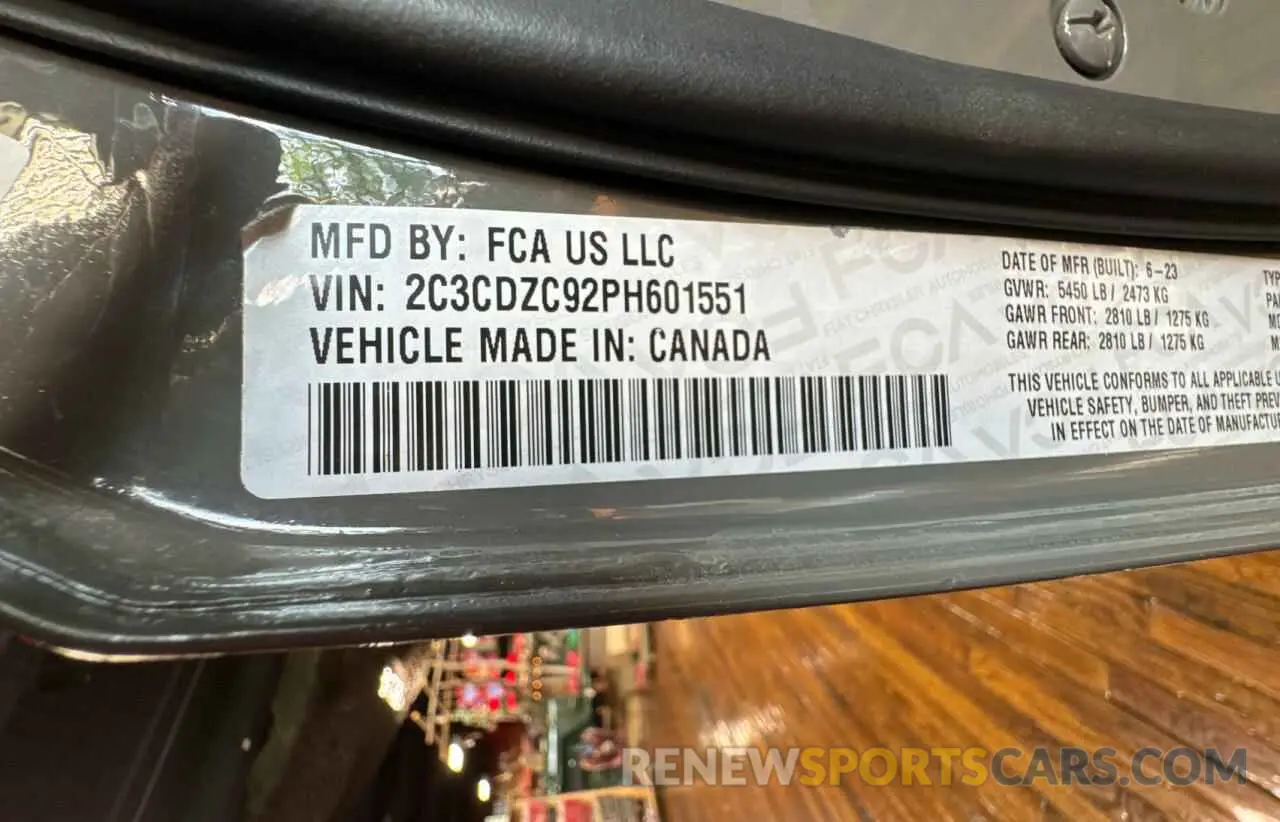 MFD BY: FCA US LLC
VIN: 2C3CDZC92PH601551
VEHICLE MADE IN: CANADA
DATE OF MFR (BUILT): 6-23
GVWR: 5450 LB / 2473 KG
GAWR FRONT: 2810 LB / 1275 KG
GAWR REAR: 2810 LB / 1275 KG
THIS VEHICLE CONFORMS TO ALL APPLICABLE
VEHICLE SAFETY, BUMPER, AND THEFT
IN EFFECT ON THE DATE OF
RENEWSPORTSCARS.COM